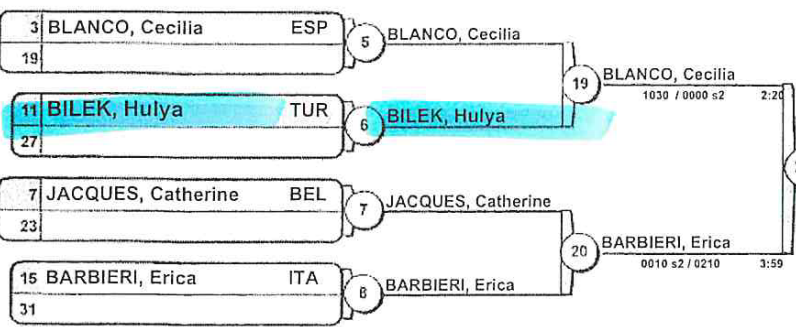 3 BLANCO, Cecilia ESP
19
5
BLANCO, Cecilia
11 BILEK, Hulya TUR
27
6
BILEK, Hulya
19
BLANCO, Cecilia
1030 / 0000 s2 2:20
7 JACQUES, Catherine BEL
23
7
JACQUES, Catherine
15 BARBIERI, Erica ITA
31
8
BARBIERI, Erica
20
BARBIERI, Erica
0010 s2 / 0210 3:59